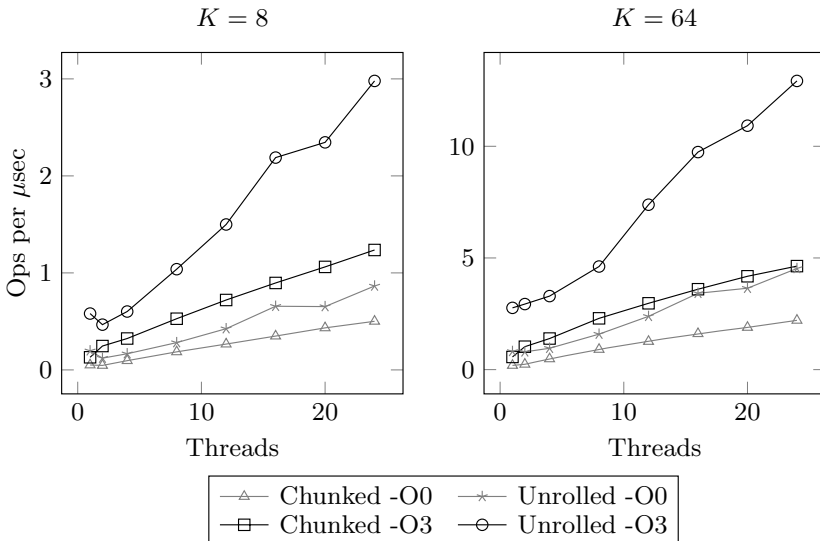 K = 8
K = 64
Ops per μsec
3
2
1
0
0
10
20
Threads
10
5
0
0
10
20
Threads
Chunked -O0
Unrolled -O0
Chunked -O3
Unrolled -O3